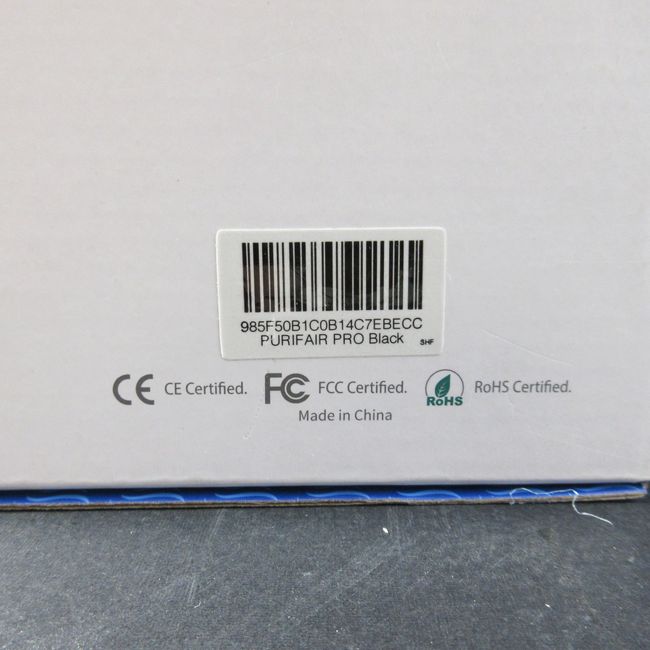 985F50B1C0B14C7EBECC
PURIFAIR PRO Black
SHF
CE CE Certified. FC FCC Certified. RoHS RoHS Certified.
Made in China